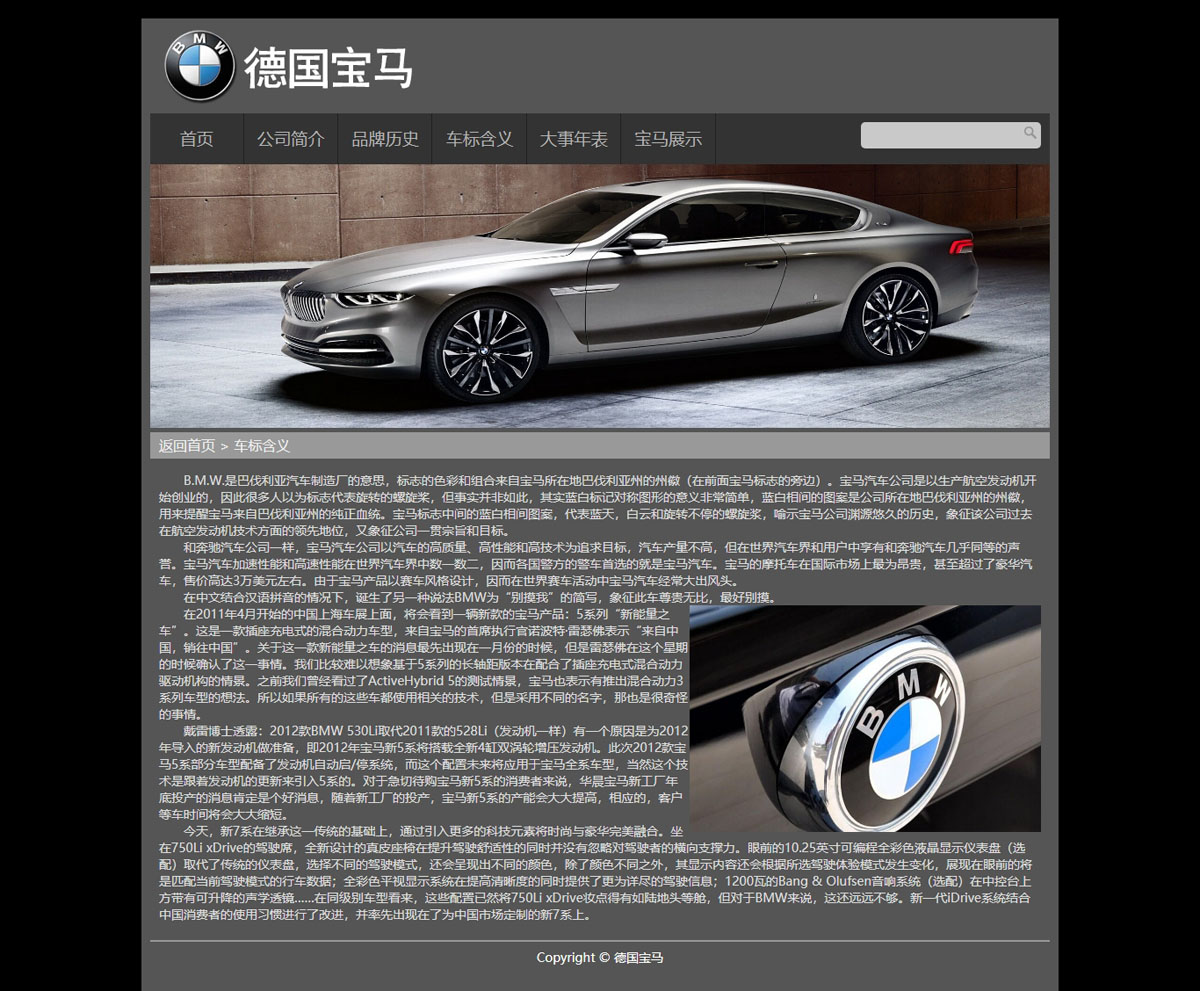 BMW
德国宝马
首页 公司简介 品牌历史 车标含义 大事年表 宝马展示
返回首页 > 车标含义
B.M.W.是巴伐利亚汽车制造厂的意思，标志的色彩和组合来自宝马所在地巴伐利亚州的州徽（在前面宝马标志的旁边）。宝马汽车公司是以生产航空发动机开
始创业的，因此很多人以为标志代表旋转的螺旋桨，但事实并非如此，其实蓝白标记对称图形的意义非常简单，蓝白相间的图案是公司所在地巴伐利亚州的州徽，
用来提醒宝马来自巴伐利亚州的纯正血统。宝马标志中间的蓝白相间图案，代表蓝天，白云和旋转不停的螺旋浆，喻示宝马公司渊源悠久的历史，象征该公司过去
在航空发动机技术方面的领先地位，又象征公司一贯宗旨和目标。
和奔驰汽车公司一样，宝马汽车公司以汽车的高质量、高性能和高技术为追求目标，汽车产量不高，但在世界汽车界和用户中享有和奔驰汽车几乎同等的声
誉。宝马汽车加速性能和高速性能在世界汽车界中数一数二，因而各国警方的警车首选的就是宝马汽车。宝马的摩托车在国际市场上最为昂贵，甚至超过了豪华汽
车，售价高达3万美元左右。由于宝马产品以赛车风格设计，因而在世界赛车活动中宝马汽车经常大出风头。
在中文结合汉语拼音的情况下，诞生了另一种说法BMW为“别摸我”的简写，象征此车尊贵无比，最好别摸。
在2011年4月开始的中国上海车展上面，将会看到一辆新款的宝马产品：5系列“新能量之
车”。这是一款插座充电式的混合动力车型，来自宝马的首席执行官诺波特·雷瑟佛表示“来自中
国，销往中国”。关于这一款新能量之车的消息最先出现在一月份的时候，但是雷瑟佛在这个星期
的时候确认了这一事情。我们比较难以想象基于5系列的长轴距版本在配合了插座充电式混合动力
驱动机构的情景。之前我们曾经看过了ActiveHybrid 5的测试情景，宝马也表示有推出混合动力3
系列车型的想法。所以如果所有的这些车都使用相关的技术，但是采用不同的名字，那也是很奇怪
的事情。
戴雷博士透露：2012款BMW 530Li取代2011款的528Li（发动机一样）有一个原因是为2012
年导入的新发动机做准备，即2012年宝马新5系将搭载全新4缸双涡轮增压发动机。此次2012款宝
马5系部分车型配备了发动机自动启/停系统，而这个配置未来将应用于宝马全系车型，当然这个技
术是跟着发动机的更新来引入5系的。对于急切待购宝马新5系的消费者来说，华晨宝马新工厂年
底投产的消息肯定是个好消息，随着新工厂的投产，宝马新5系的产能会大大提高，相应的，客户
等车时间将会大大缩短。
BMW
今天，新7系在继承这一传统的基础上，通过引入更多的科技元素将时尚与豪华完美融合。坐
在750Li xDrive的驾驶席，全新设计的真皮座椅在提升驾驶舒适性的同时并没有忽略对驾驶者的横向支撑力。眼前的10.25英寸可编程全彩色液晶显示仪表盘（选
配）取代了传统的仪表盘，选择不同的驾驶模式，还会呈现出不同的颜色，除了颜色不同之外，其显示内容还会根据所选驾驶体验模式发生变化，展现在眼前的将
是匹配当前驾驶模式的行车数据；全彩色平视显示系统在提高清晰度的同时提供了更为详尽的驾驶信息；1200瓦的Bang & Olufsen音响系统（选配）在中控台上
方带有可升降的声学透镜……在同级别车型看来，这些配置已然将750Li xDrive妆点得有如陆地头等舱，但对于BMW来说，这还远远不够。新一代iDrive系统结合
中国消费者的使用习惯进行了改进，并率先出现在了为中国市场定制的新7系上。
Copyright © 德国宝马